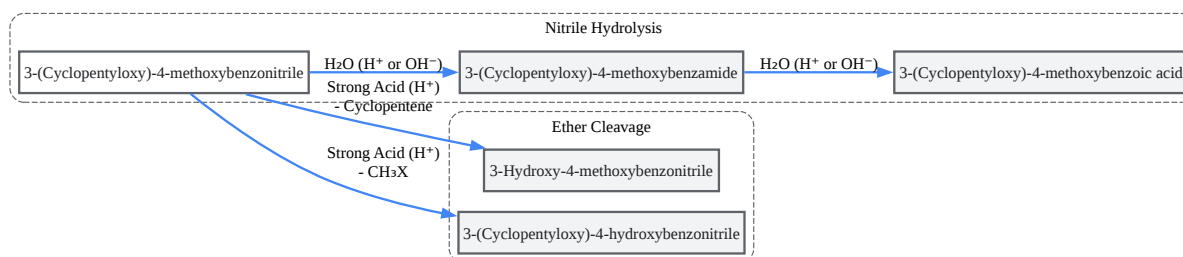 Nitrile Hydrolysis
3-(Cyclopentyloxy)-4-methoxybenzonitrile
H₂O (H⁺ or OH⁻)
3-(Cyclopentyloxy)-4-methoxybenzamide
H₂O (H⁺ or OH⁻)
3-(Cyclopentyloxy)-4-methoxybenzoic acid
Strong Acid (H⁺)
- Cyclopentene
Ether Cleavage
Strong Acid (H⁺)
- CH₃X
3-Hydroxy-4-methoxybenzonitrile
3-(Cyclopentyloxy)-4-hydroxybenzonitrile